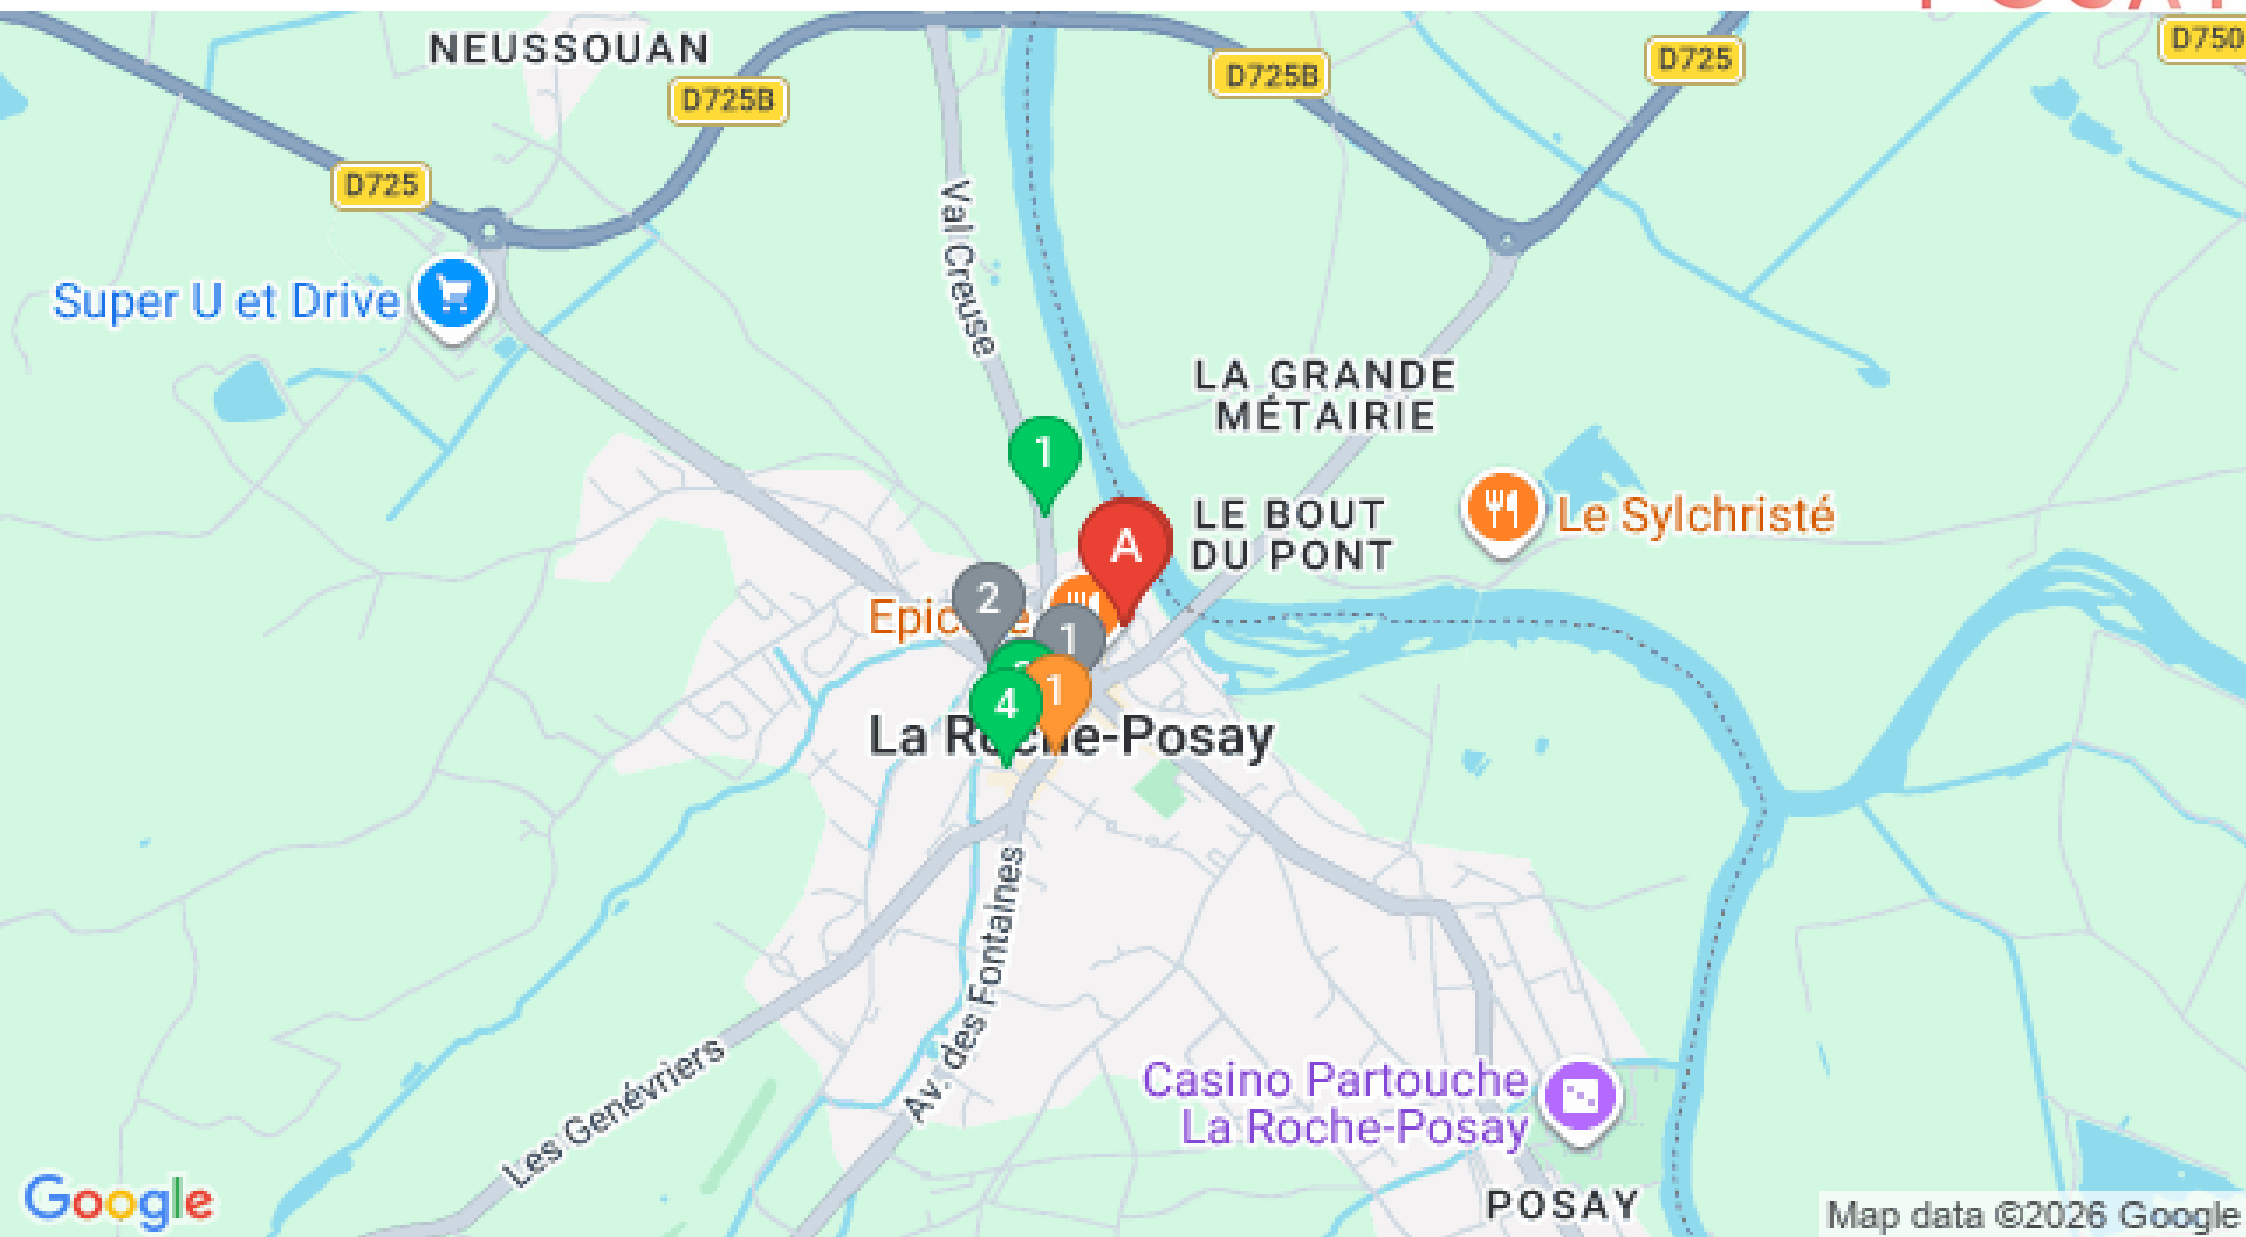 NEUSSOUAN
D725B
D725B
D725
D750
D725
Val Creuse
Super U et Drive
LA GRANDE
MÉTAIRIE
1
LE BOUT
DU PONT
Le Sylchristé
A
2
1
4
1
La Roche-Posay
Av. des Fontaines
Les Genévriers
Casino Partouche
La Roche-Posay
POSAY
Google
Map data ©2026 Google